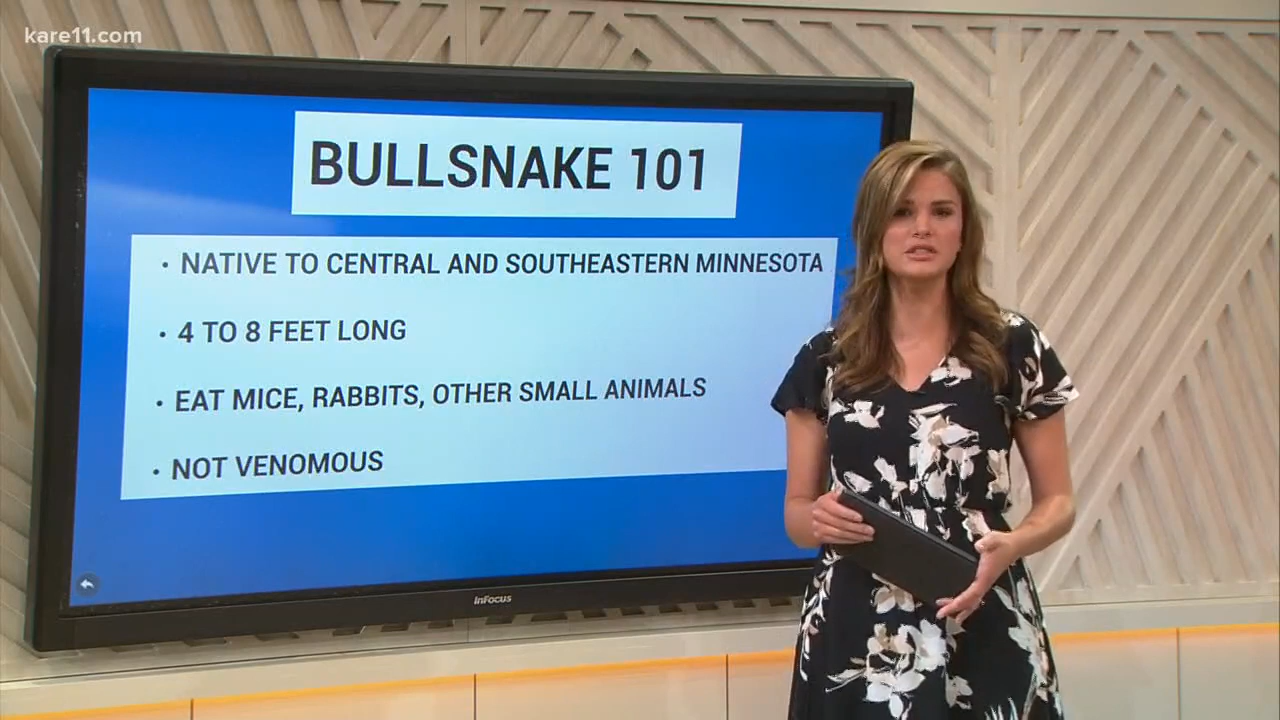 kare11.com
BULLSNAKE 101
• NATIVE TO CENTRAL AND SOUTHEASTERN MINNESOTA
• 4 TO 8 FEET LONG
• EAT MICE, RABBITS, OTHER SMALL ANIMALS
• NOT VENOMOUS
InFocus